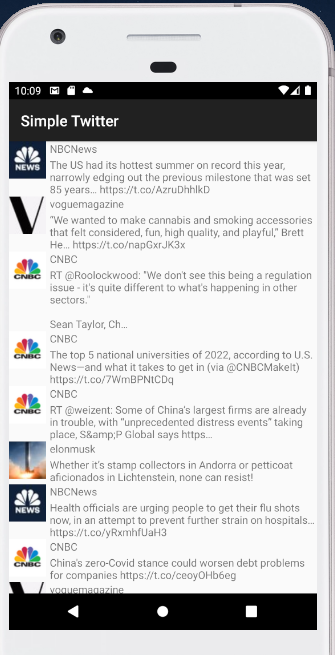 10:09
Simple Twitter
NBCNews
The US had its hottest summer on record this year,
narrowly edging out the previous milestone that was set
85 years… https://t.co/AzruDhhlkD
NEWS
voguemagazine
"We wanted to make cannabis and smoking accessories
that felt considered, fun, high quality, and playful," Brett
He… https://t.co/napGxrJK3x
V
CNBC
RT @Roolockwood: "We don't see this being a regulation
issue - it's quite different to what's happening in other
sectors."
Sean Taylor, Ch…
CNBC
CNBC
The top 5 national universities of 2022, according to U.S.
News—and what it takes to get in (via @CNBCMakeIt)
https://t.co/7WmBPNtCDq
CNBC
CNBC
RT @weizent: Some of China's largest firms are already
in trouble, with "unprecedented distress events" taking
place, S&amp;P Global says https…
CNBC
elonmusk
Whether it's stamp collectors in Andorra or petticoat
aficionados in Lichtenstein, none can resist!
NBCNews
Health officials are urging people to get their flu shots
now, in an attempt to prevent further strain on hospitals…
https://t.co/yRxmhfUaH3
NEWS
CNBC
China's zero-Covid stance could worsen debt problems
for companies https://t.co/ceoyOHb6eg
CNBC
voguemagazine